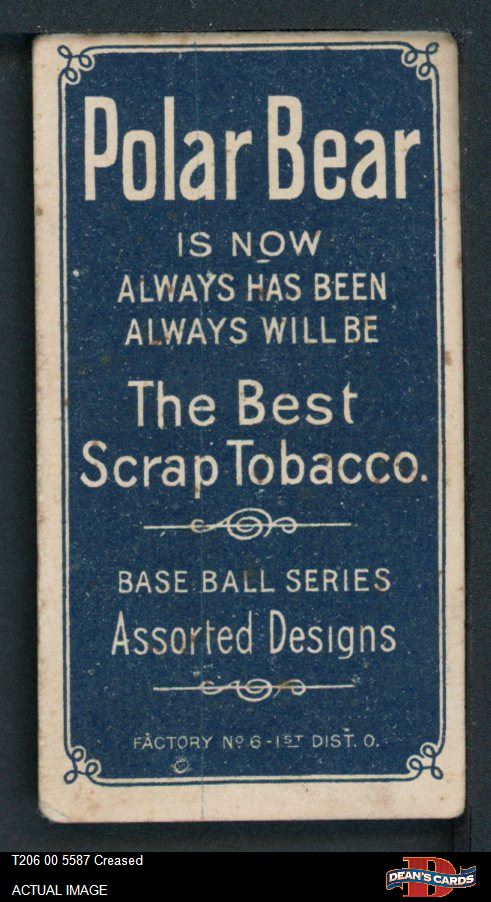 Polar Bear
IS NOW
ALWAYS HAS BEEN
ALWAYS WILL BE
The Best
Scrap Tobacco.
BASE BALL SERIES
Assorted Designs
FACTORY Nº 6 - 1ST DIST. O.
T206 00 5587 Creased
ACTUAL IMAGE
D
DEAN'S CARDS